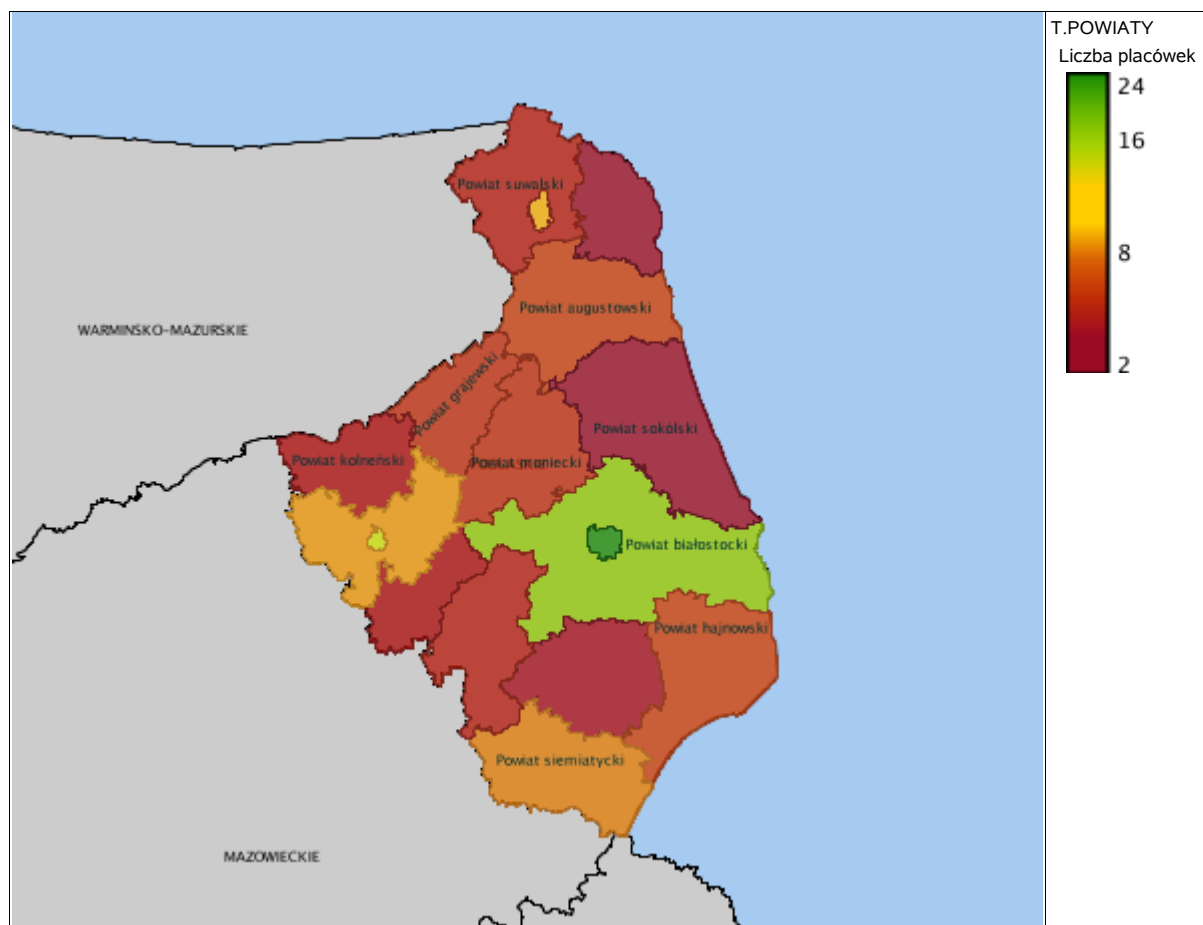 T.POWIATY
Liczba placówek
24
16
8
2
Powiat suwalski
Powiat augustowski
WARMIŃSKO-MAZURSKIE
Powiat grajewski
Powiat sokólski
Powiat kolneński
Powiat moniecki
Powiat białostocki
Powiat hajnowski
Powiat siemiatycki
MAZOWIECKIE